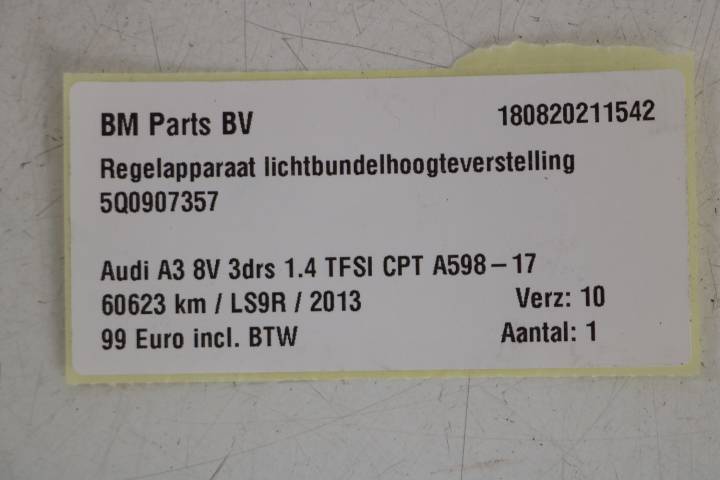 BM Parts BV 180820211542
Regelapparaat lichtbundelhoogteverstelling
5Q0907357
Audi A3 8V 3drs 1.4 TFSI CPT A598-17
60623 km / LS9R / 2013 Verz: 10
99 Euro incl. BTW Aantal: 1